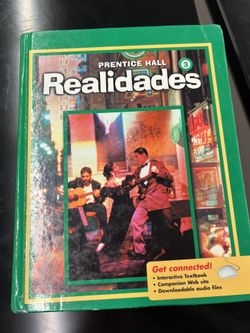 PRENTICE HALL
Realidades 3
Get connected!
• Interactive Textbook
• Companion Web site
• Downloadable audio files